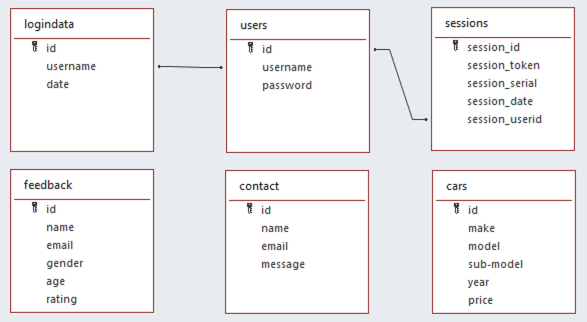 logindata
id
username
date
users
id
username
password
sessions
session_id
session_token
session_serial
session_date
session_userid
feedback
id
name
email
gender
age
rating
contact
id
name
email
message
cars
id
make
model
sub-model
year
price